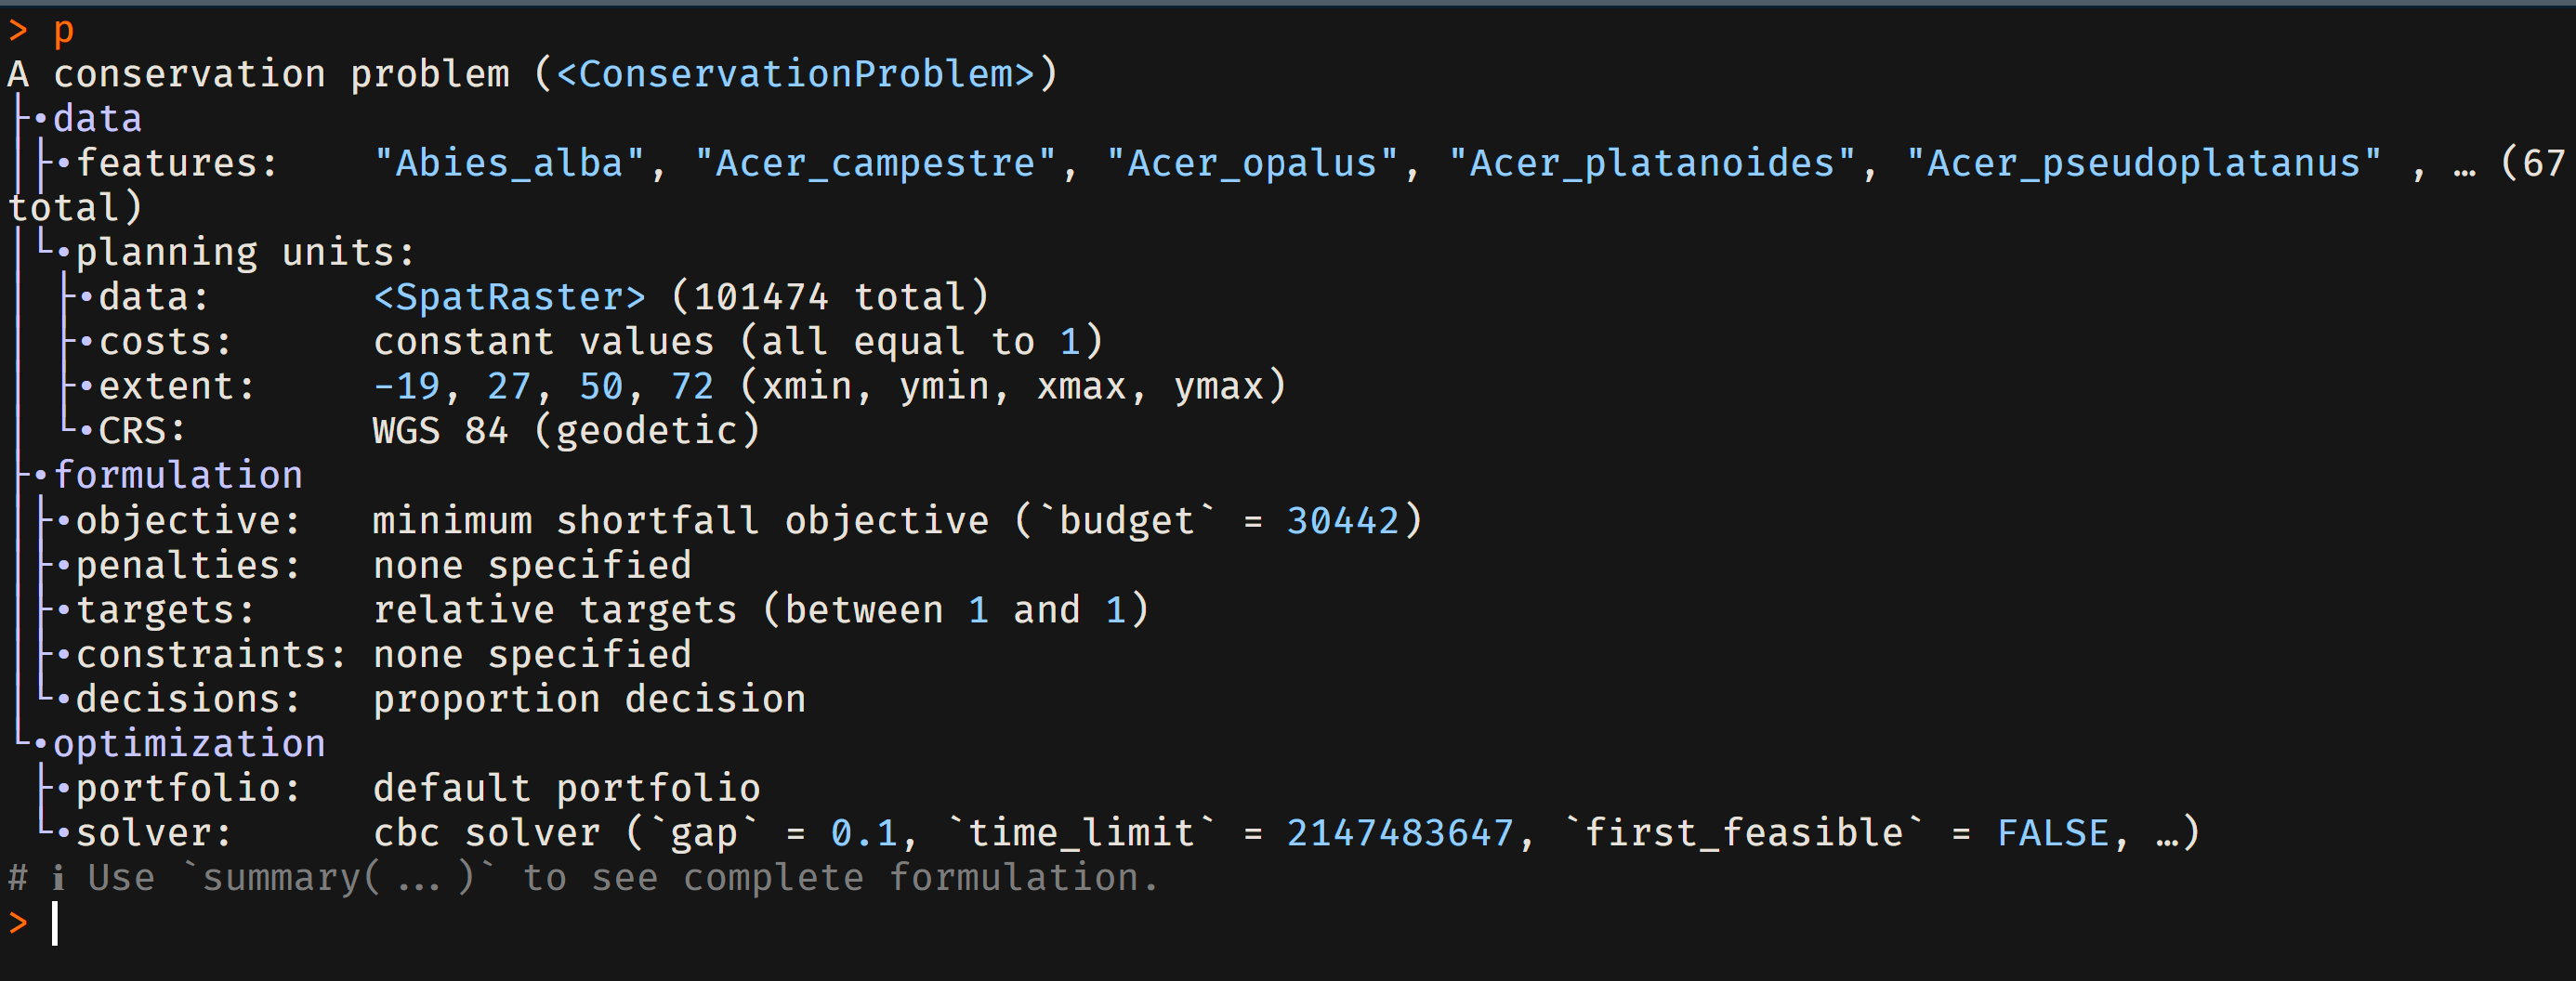 > p
A conservation problem (<ConservationProblem>)
├•data
│├•features:    "Abies_alba", "Acer_campestre", "Acer_opalus", "Acer_platanoides", "Acer_pseudoplatanus" , … (67
total)
│└•planning units:
│ ├•data:       <SpatRaster> (101474 total)
│ ├•costs:      constant values (all equal to 1)
│ ├•extent:     -19, 27, 50, 72 (xmin, ymin, xmax, ymax)
│ └•CRS:        WGS 84 (geodetic)
├•formulation
│├•objective:   minimum shortfall objective (`budget` = 30442)
│├•penalties:   none specified
│├•targets:     relative targets (between 1 and 1)
│├•constraints: none specified
│└•decisions:   proportion decision
└•optimization
 ├•portfolio:   default portfolio
 └•solver:      cbc solver (`gap` = 0.1, `time_limit` = 2147483647, `first_feasible` = FALSE, …)
# ℹ Use `summary(...)` to see complete formulation.
>